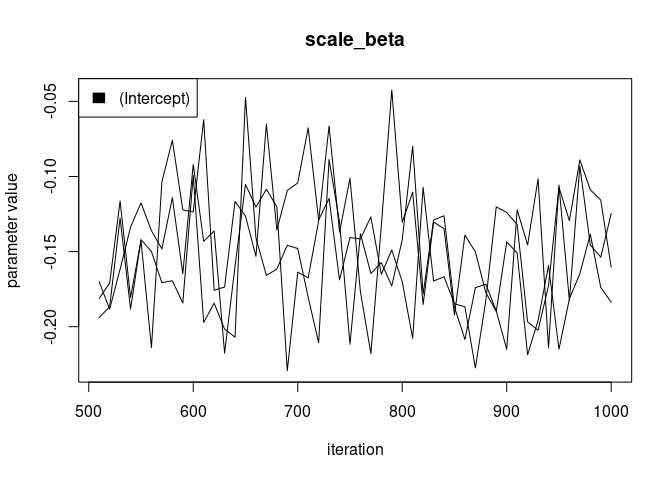 scale_beta
(Intercept)
-0.05
-0.10
-0.15
-0.20
parameter value
500
600
700
800
900
1000
iteration